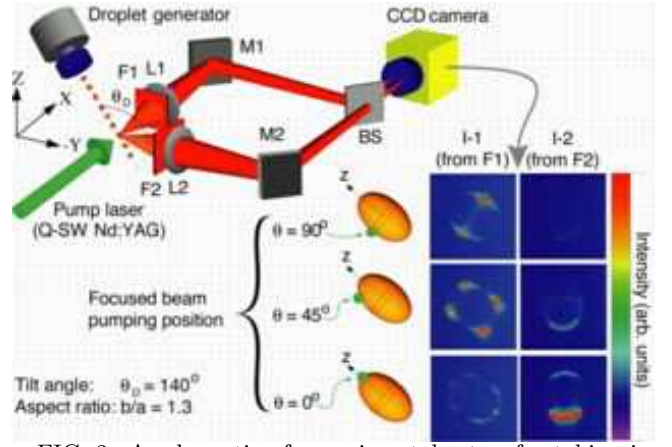 Droplet generator
CCD camera
M1
F1 L1
Z
X
-Y
θD
M2
BS
F2 L2
Pump laser
(Q-SW Nd:YAG)
I-1
(from F1)
I-2
(from F2)
z
θ = 90°
z
θ = 45°
z
θ = 0°
Focused beam
pumping position
Intensity (arb. units)
Tilt angle: θD = 140°
Aspect ratio: b/a = 1.3